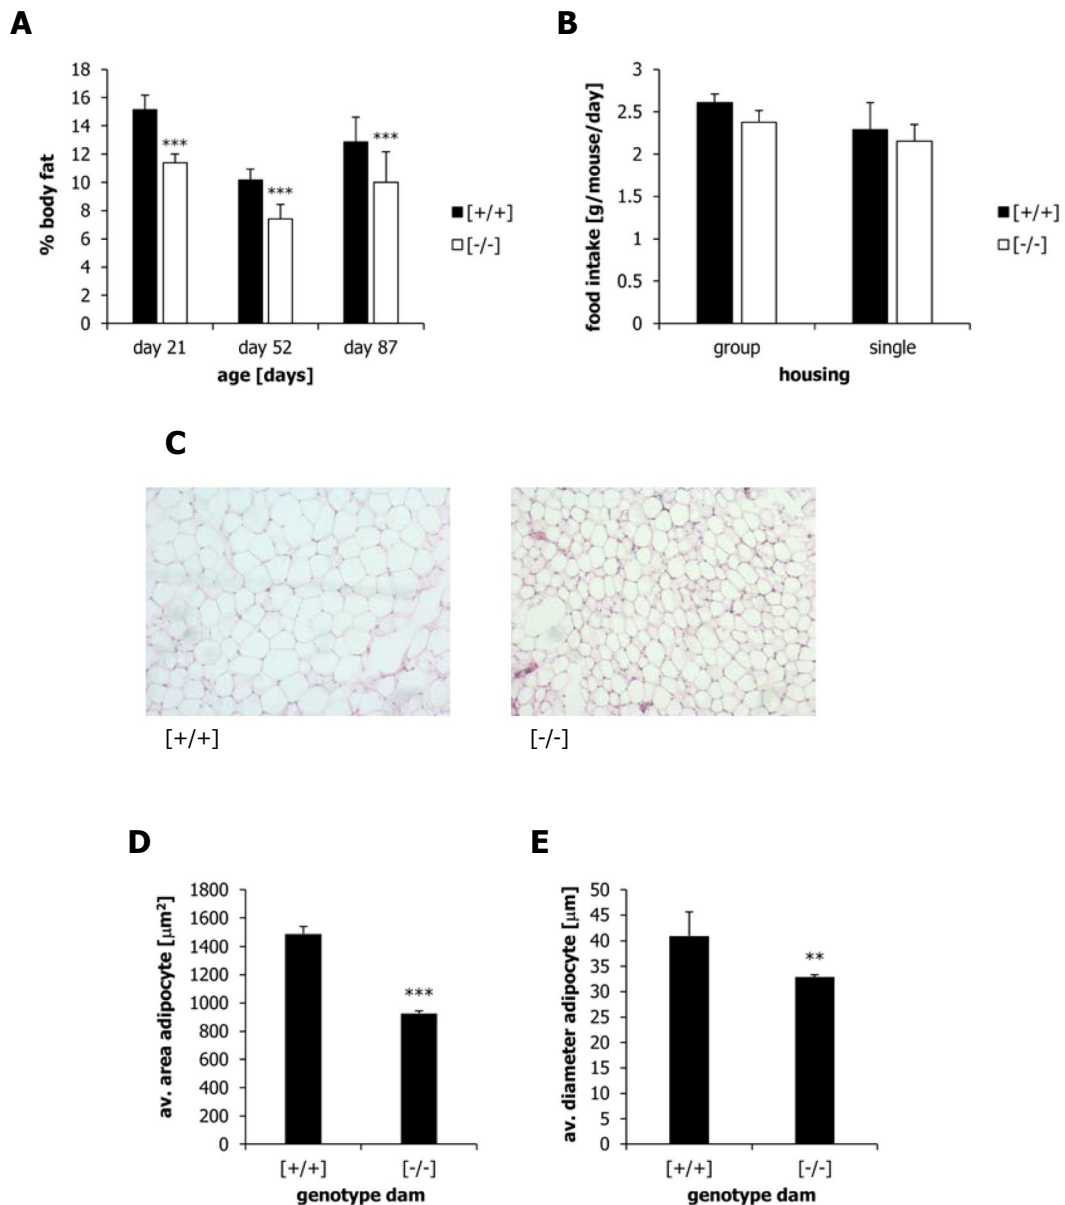 A
% body fat
18
16
14
12
10
8
6
4
2
0
***
***
***
day 21
day 52
day 87
age [days]
[+/+]
[-/-]
B
food intake [g/mouse/day]
3
2.5
2
1.5
1
0.5
0
group
single
housing
[+/+]
[-/-]
C
[+/+]
[-/-]
D
av. area adipocyte [μm²]
1800
1600
1400
1200
1000
800
600
400
200
0
***
[+/+]
[-/-]
genotype dam
E
av. diameter adipocyte [μm]
50
45
40
35
30
25
20
15
10
5
0
**
[+/+]
[-/-]
genotype dam